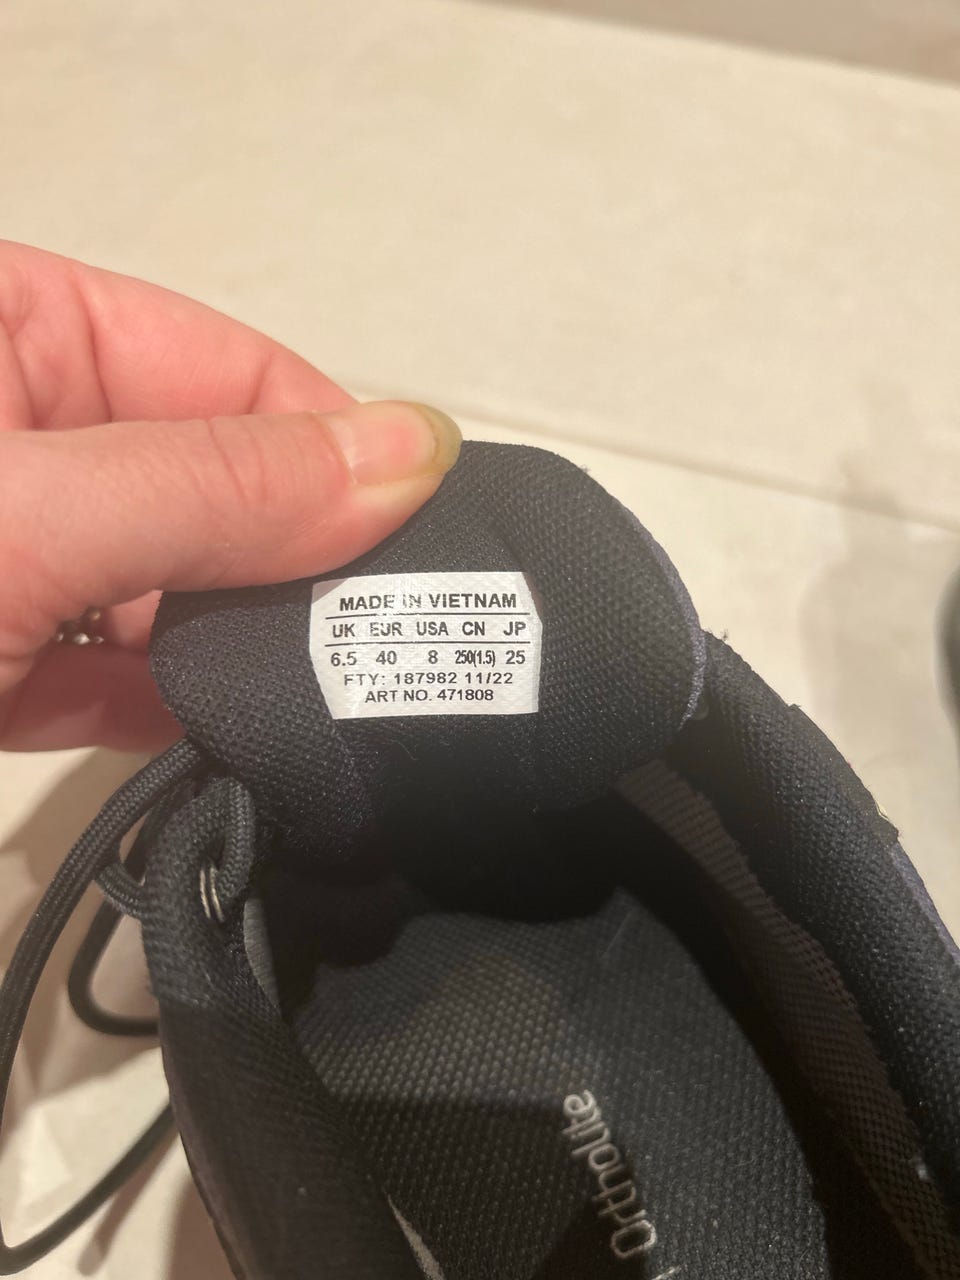 MADE IN VIETNAM
UK EUR USA CN JP
6.5 40 8 250(1.5) 25
FTY: 187982 11/22
ART NO. 471808
OrthoLite